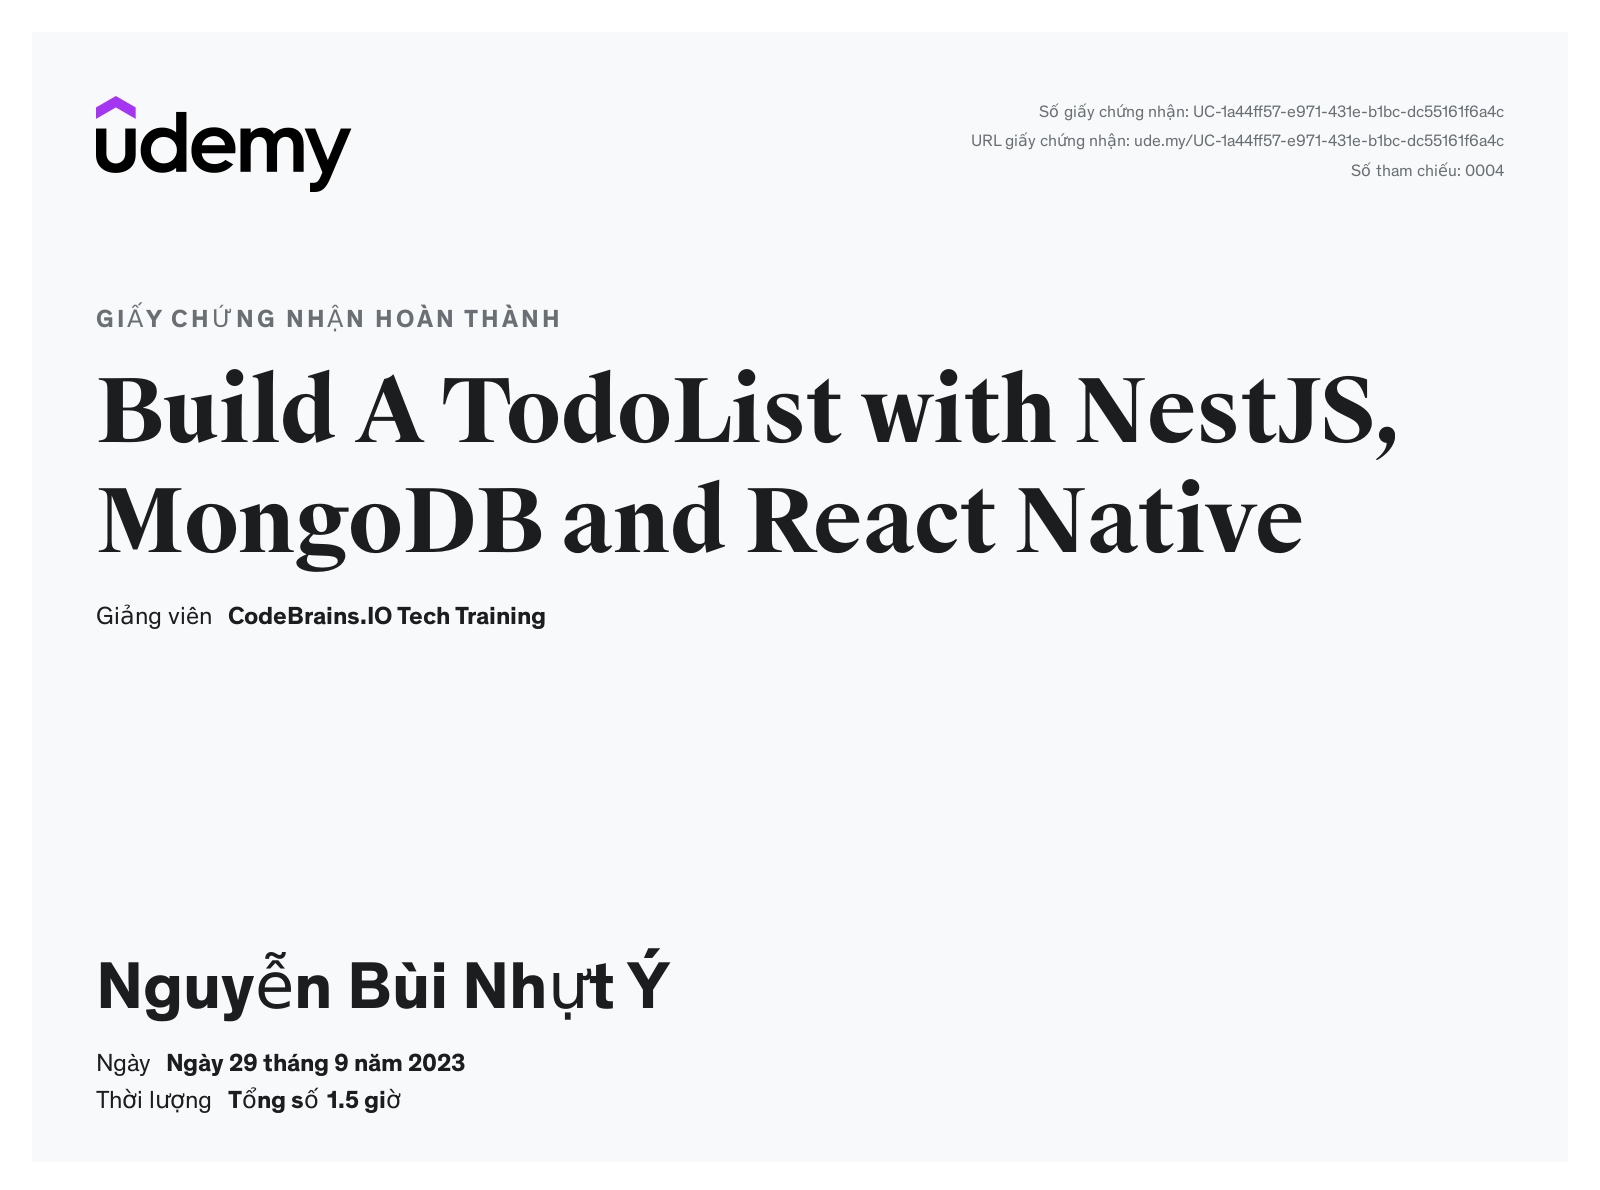 udemy
Số giấy chứng nhận: UC-1a44ff57-e971-431e-b1bc-dc55161f6a4c
URL giấy chứng nhận: ude.my/UC-1a44ff57-e971-431e-b1bc-dc55161f6a4c
Số tham chiếu: 0004
GIẤY CHỨNG NHẬN HOÀN THÀNH
Build A TodoList with NestJS,
MongoDB and React Native
Giảng viên CodeBrains.IO Tech Training
Nguyễn Bùi Nhựt Ý
Ngày Ngày 29 tháng 9 năm 2023
Thời lượng Tổng số 1.5 giờ